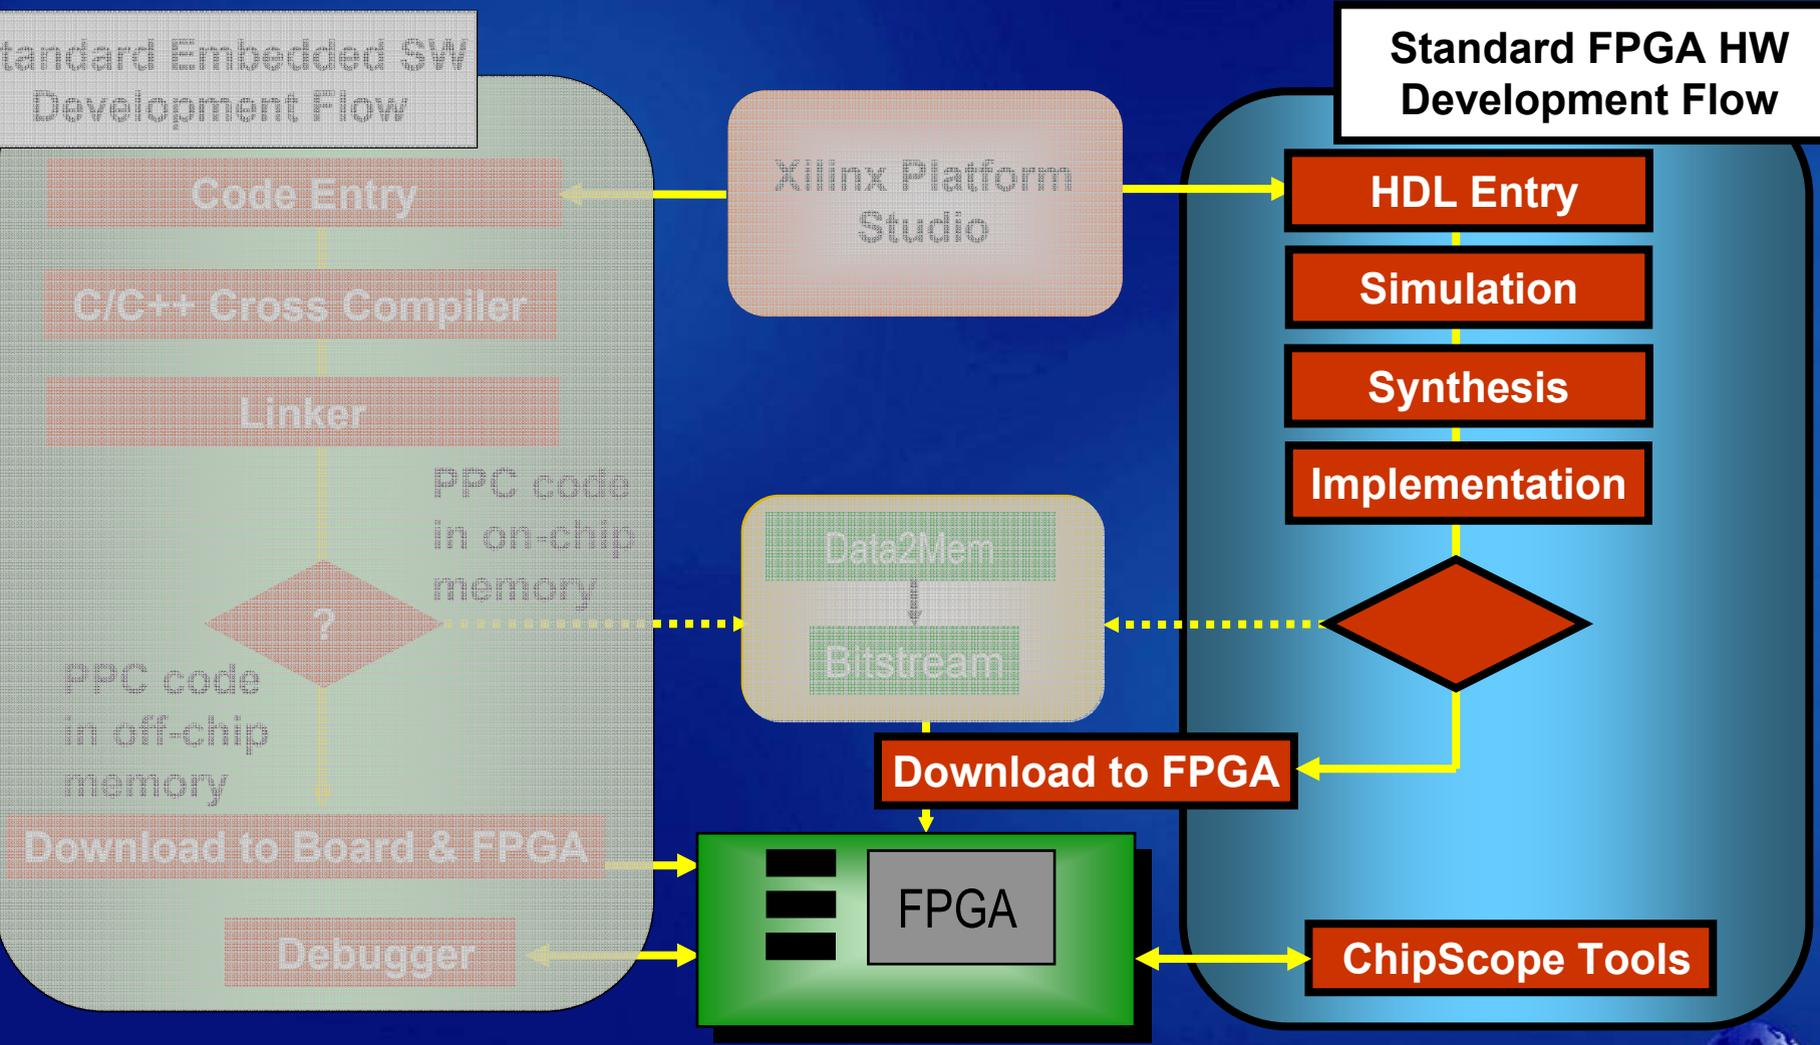 tandard Embedded SW
Development Flow
Code Entry
C/C++ Cross Compiler
Linker
PPC code
in on-chip
memory
?
PPC code
in off-chip
memory
Download to Board & FPGA
Debugger
Xilinx Platform
Studio
Data2Mem
Bitstream
Download to FPGA
FPGA
Standard FPGA HW
Development Flow
HDL Entry
Simulation
Synthesis
Implementation
ChipScope Tools